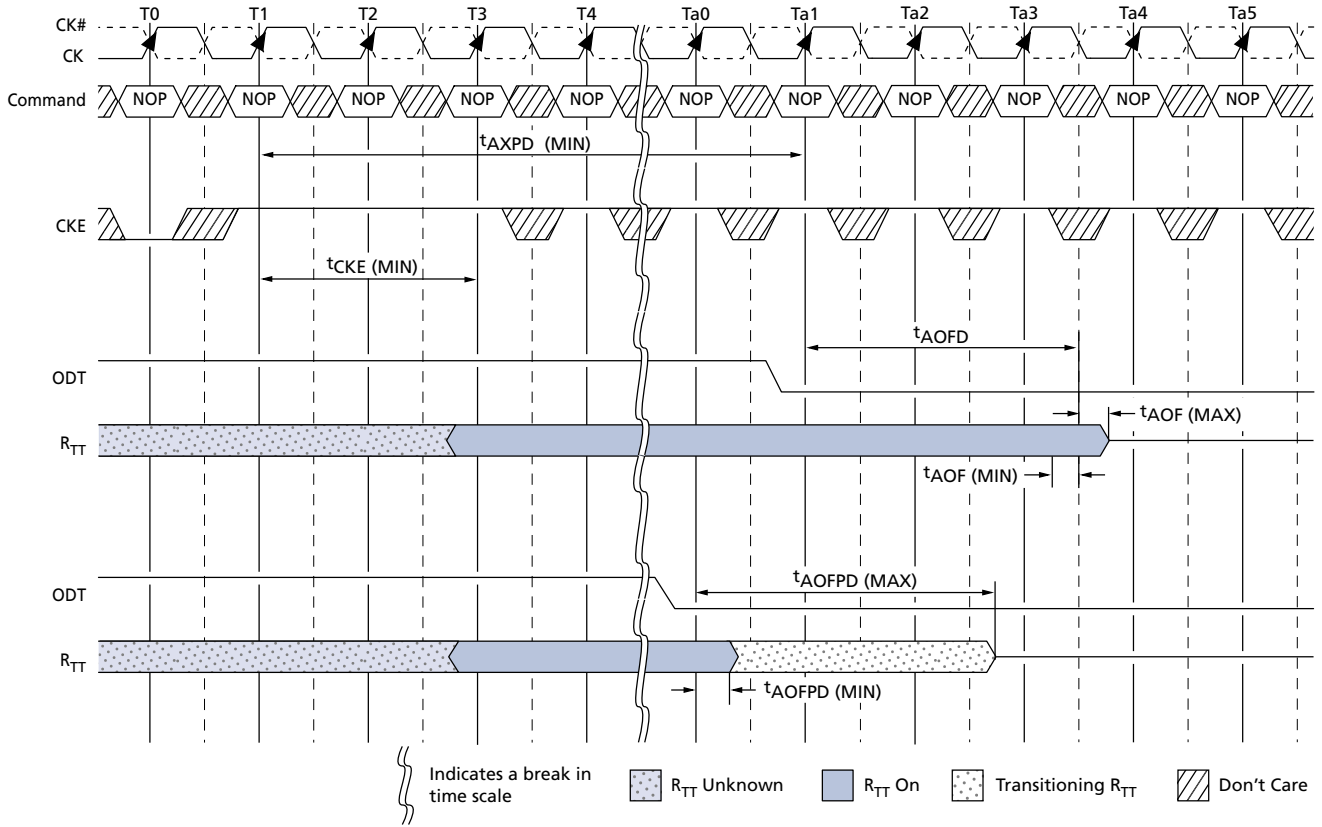 T0 T1 T2 T3 T4 Ta0 Ta1 Ta2 Ta3 Ta4 Ta5
CK#
CK
Command NOP NOP NOP NOP NOP NOP NOP NOP NOP NOP NOP
tAXPD (MIN)
CKE
tCKE (MIN)
tAOFD
ODT
tAOF (MAX)
RTT
tAOF (MIN)
tAOFPD (MAX)
ODT
RTT
tAOFPD (MIN)
Indicates a break in
time scale
RTT Unknown
RTT On
Transitioning RTT
Don't Care